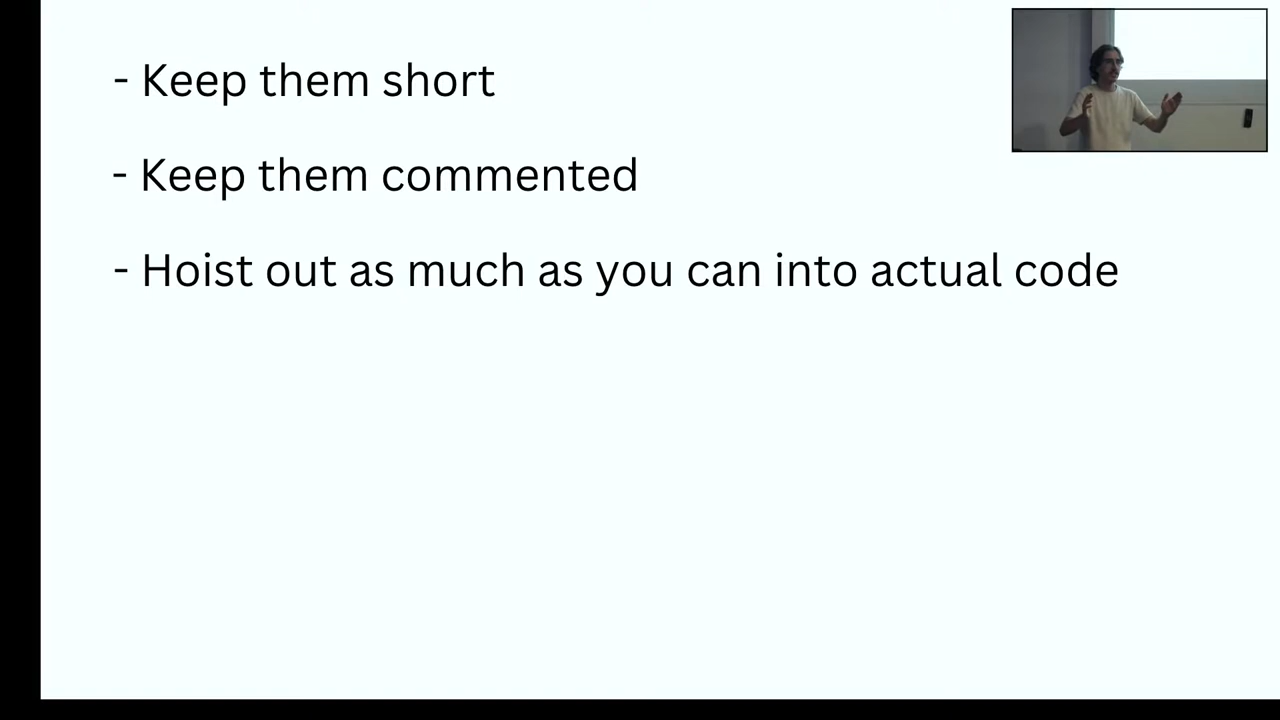 - Keep them short
- Keep them commented
- Hoist out as much as you can into actual code